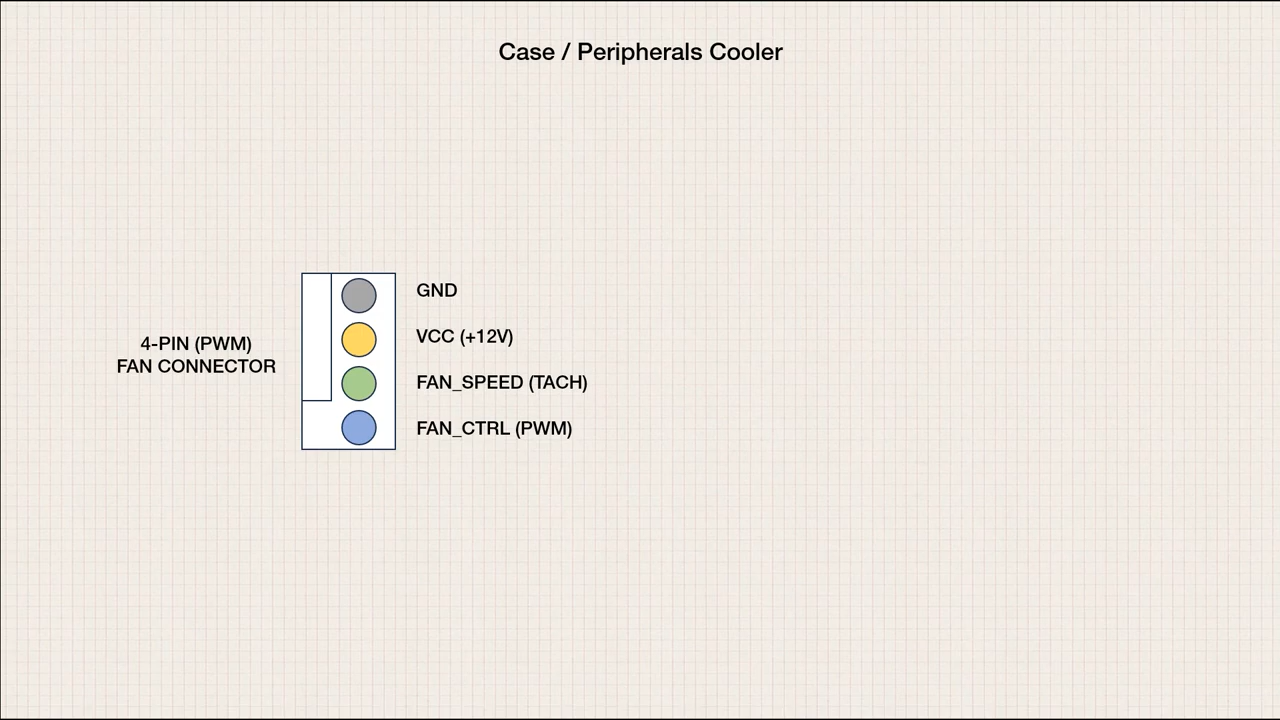 Case / Peripherals Cooler
GND
VCC (+12V)
4-PIN (PWM)
FAN CONNECTOR
FAN_SPEED (TACH)
FAN_CTRL (PWM)